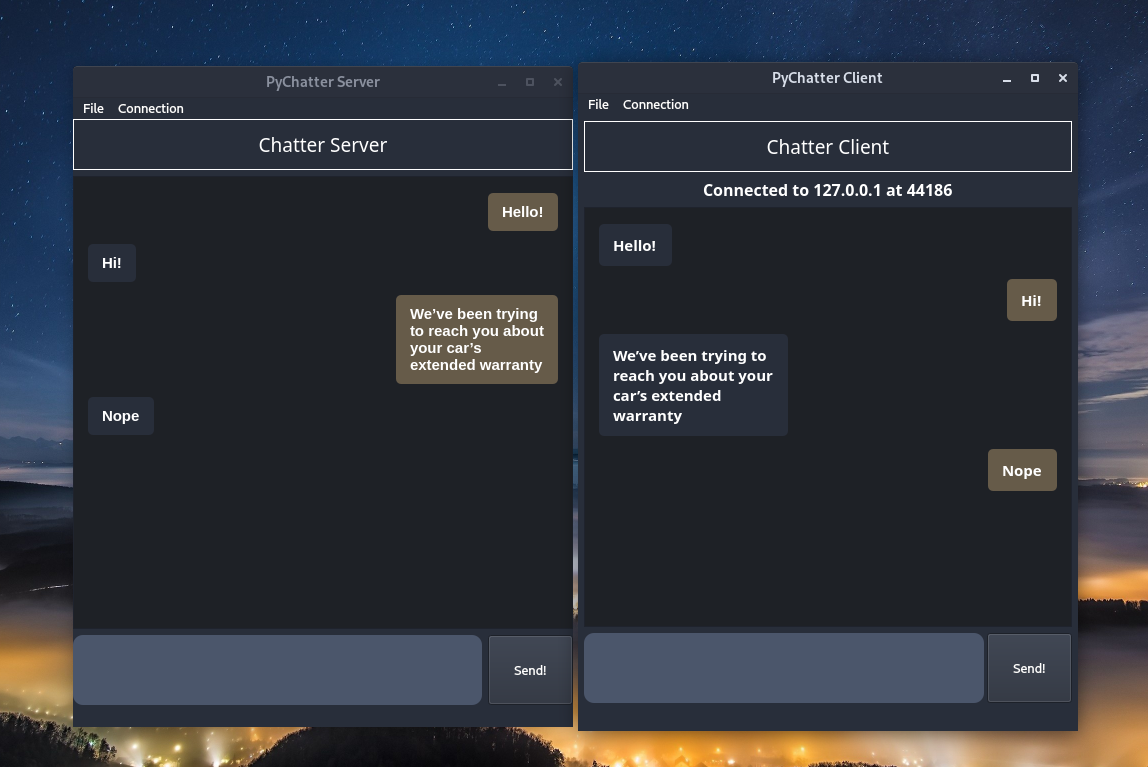 PyChatter Server
File Connection
Chatter Server
Hello!
Hi!
We’ve been trying
to reach you about
your car’s
extended warranty
Nope
Send!
PyChatter Client
File Connection
Chatter Client
Connected to 127.0.0.1 at 44186
Hello!
Hi!
We’ve been trying to
reach you about your
car’s extended
warranty
Nope
Send!